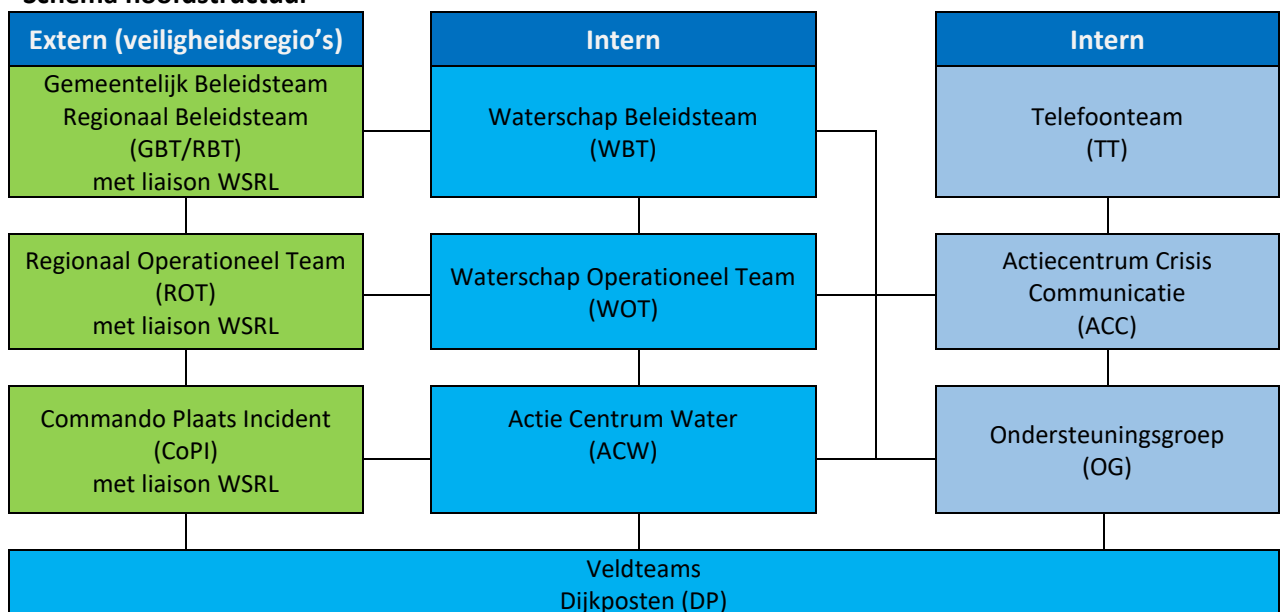 Schema hoofdstructuur
Extern (veiligheidsregio’s)
Intern
Intern
Gemeentelijk Beleidsteam
Regionaal Beleidsteam
(GBT/RBT)
met liaison WSRL
Waterschap Beleidsteam
(WBT)
Telefoonteam
(TT)
Regionaal Operationeel Team
(ROT)
met liaison WSRL
Waterschap Operationeel Team
(WOT)
Actiecentrum Crisis
Communicatie
(ACC)
Commando Plaats Incident
(CoPI)
met liaison WSRL
Actie Centrum Water
(ACW)
Ondersteuningsgroep
(OG)
Veldteams
Dijkposten (DP)